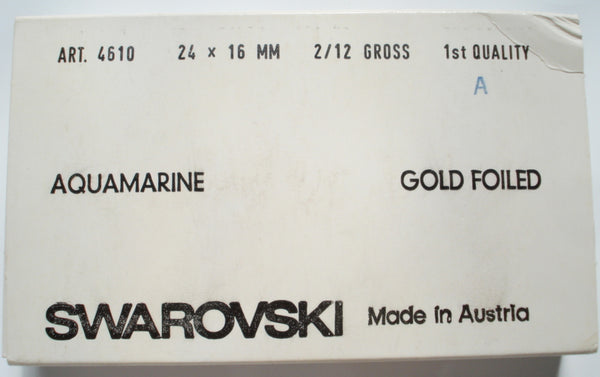 ART. 4610 24 × 16 MM 2/12 GROSS 1st QUALITY
A
AQUAMARINE GOLD FOILED
SWAROVSKI Made in Austria